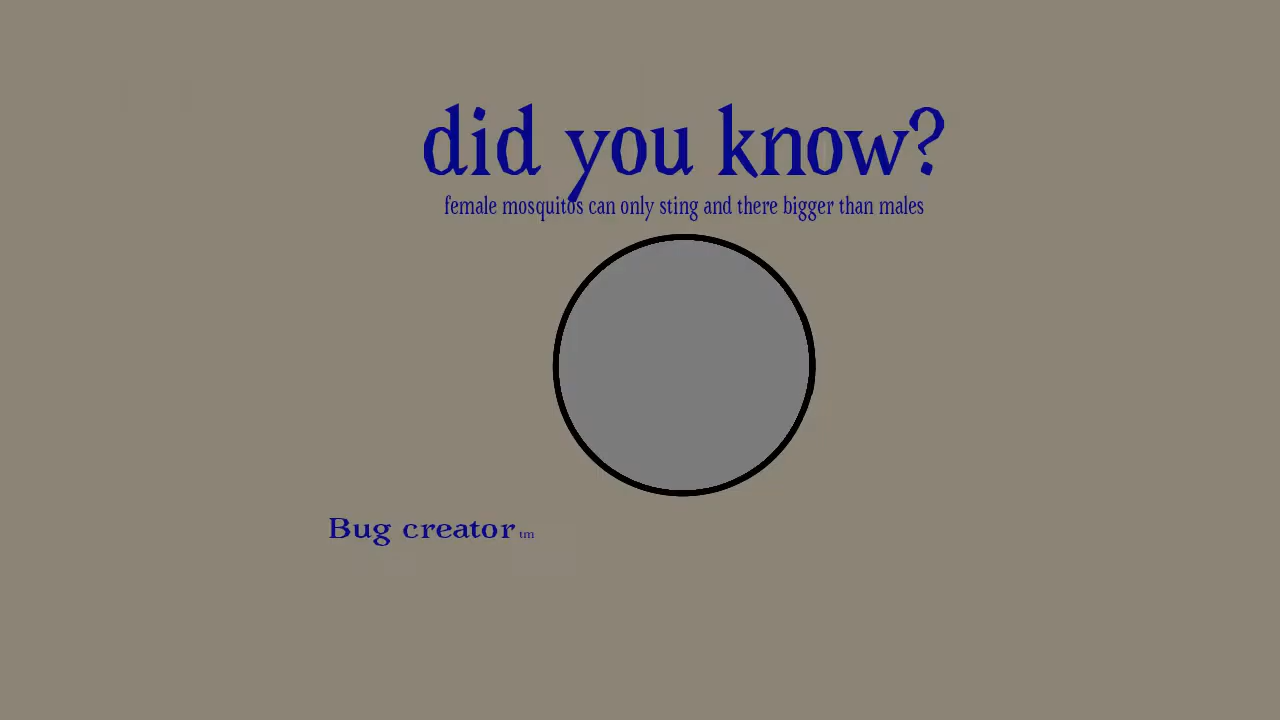 did you know?
female mosquitos can only sting and there bigger than males
Bug creator tm